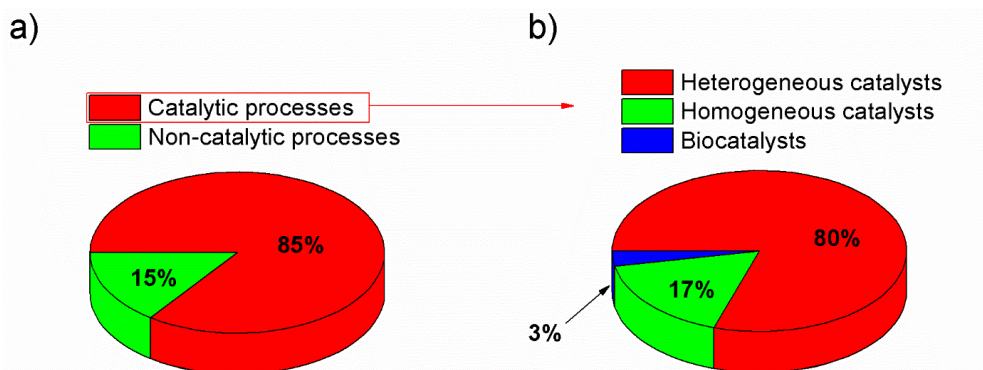 a)
Catalytic processes
Non-catalytic processes
85%
15%
b)
Heterogeneous catalysts
Homogeneous catalysts
Biocatalysts
80%
17%
3%